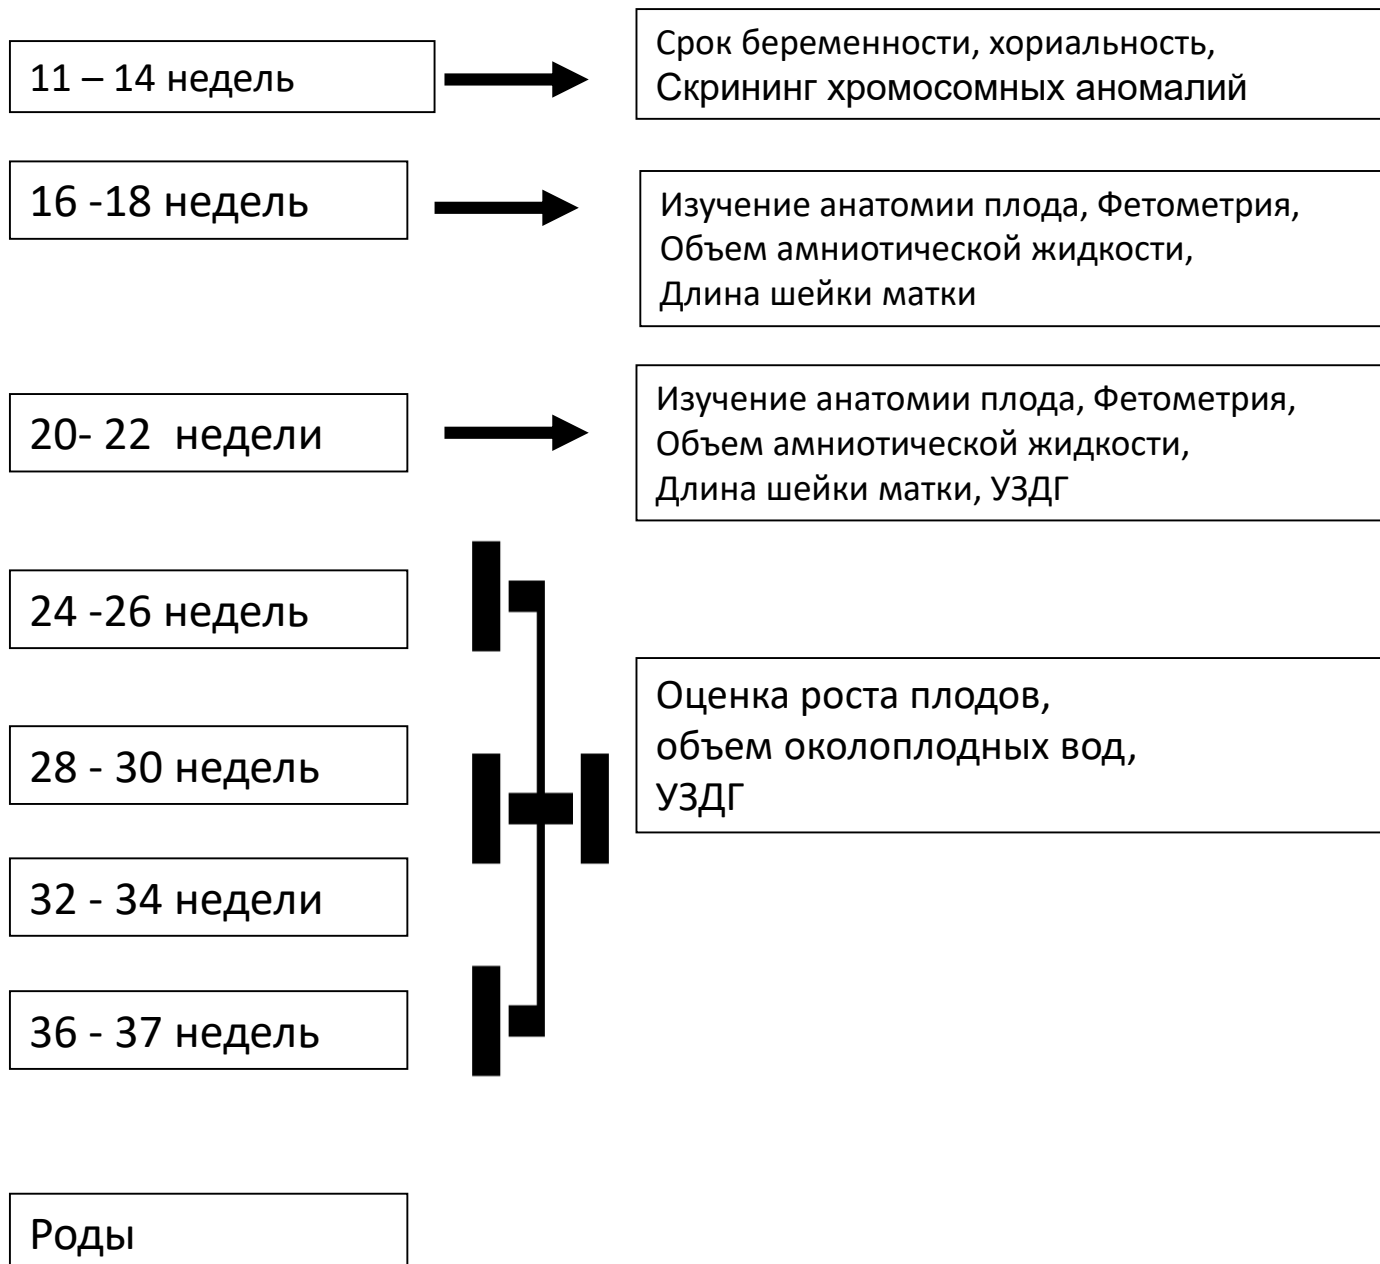 11 – 14 недель
Срок беременности, хориальность,
Скрининг хромосомных аномалий
16 -18 недель
Изучение анатомии плода, Фетометрия,
Объем амниотической жидкости,
Длина шейки матки
20- 22 недели
Изучение анатомии плода, Фетометрия,
Объем амниотической жидкости,
Длина шейки матки, УЗДГ
24 -26 недель
28 - 30 недель
32 - 34 недели
36 - 37 недель
Оценка роста плодов,
объем околоплодных вод,
УЗДГ
Роды